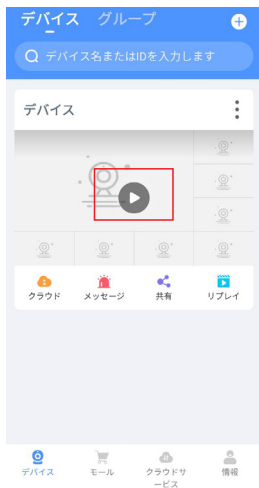 デバイス グループ
デバイス名またはIDを入力します
デバイス
クラウド メッセージ 共有 リプレイ
デバイス モール クラウドサ 情報
ービス